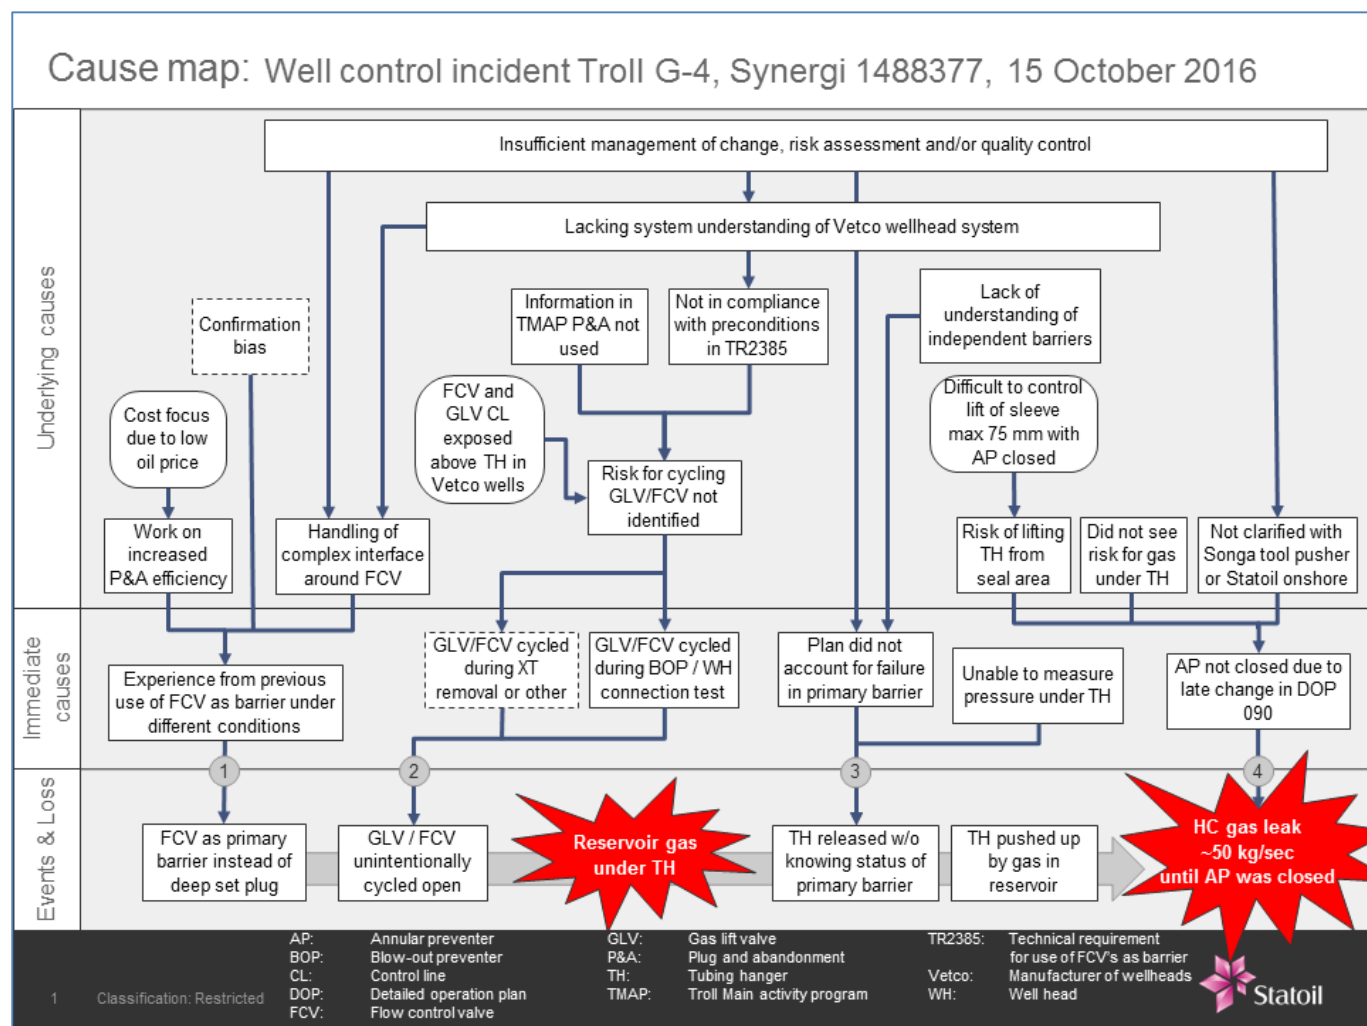 Cause map: Well control incident Troll G-4, Synergi 1488377, 15 October 2016
Underlying causes
Insufficient management of change, risk assessment and/or quality control
Lacking system understanding of Vetco wellhead system
Confirmation
bias
Information in
TMAP P&A not
used
Not in compliance
with preconditions
in TR2385
Lack of
understanding of
independent barriers
Cost focus
due to low
oil price
FCV and
GLV CL
exposed
above TH in
Vetco wells
Difficult to control
lift of sleeve
max 75 mm with
AP closed
Risk for cycling
GLV/FCV not
identified
Work on
increased
P&A efficiency
Handling of
complex interface
around FCV
Risk of lifting
TH from
seal area
Did not see
risk for gas
under TH
Not clarified with
Songa tool pusher
or Statoil onshore
Immediate
causes
Experience from previous
use of FCV as barrier under
different conditions
GLV/FCV cycled
during XT
removal or other
GLV/FCV cycled
during BOP / WH
connection test
Plan did not
account for failure
in primary barrier
Unable to measure
pressure under TH
AP not closed due to
late change in DOP
090
1
2
3
4
Events & Loss
FCV as primary
barrier instead of
deep set plug
GLV / FCV
unintentionally
cycled open
Reservoir gas
under TH
TH released w/o
knowing status of
primary barrier
TH pushed up
by gas in
reservoir
HC gas leak
~50 kg/sec
until AP was closed
1 Classification: Restricted
AP: Annular preventer
BOP: Blow-out preventer
CL: Control line
DOP: Detailed operation plan
FCV: Flow control valve
GLV: Gas lift valve
P&A: Plug and abandonment
TH: Tubing hanger
TMAP: Troll Main activity program
TR2385: Technical requirement
for use of FCV's as barrier
Vetco: Manufacturer of wellheads
WH: Well head
Statoil